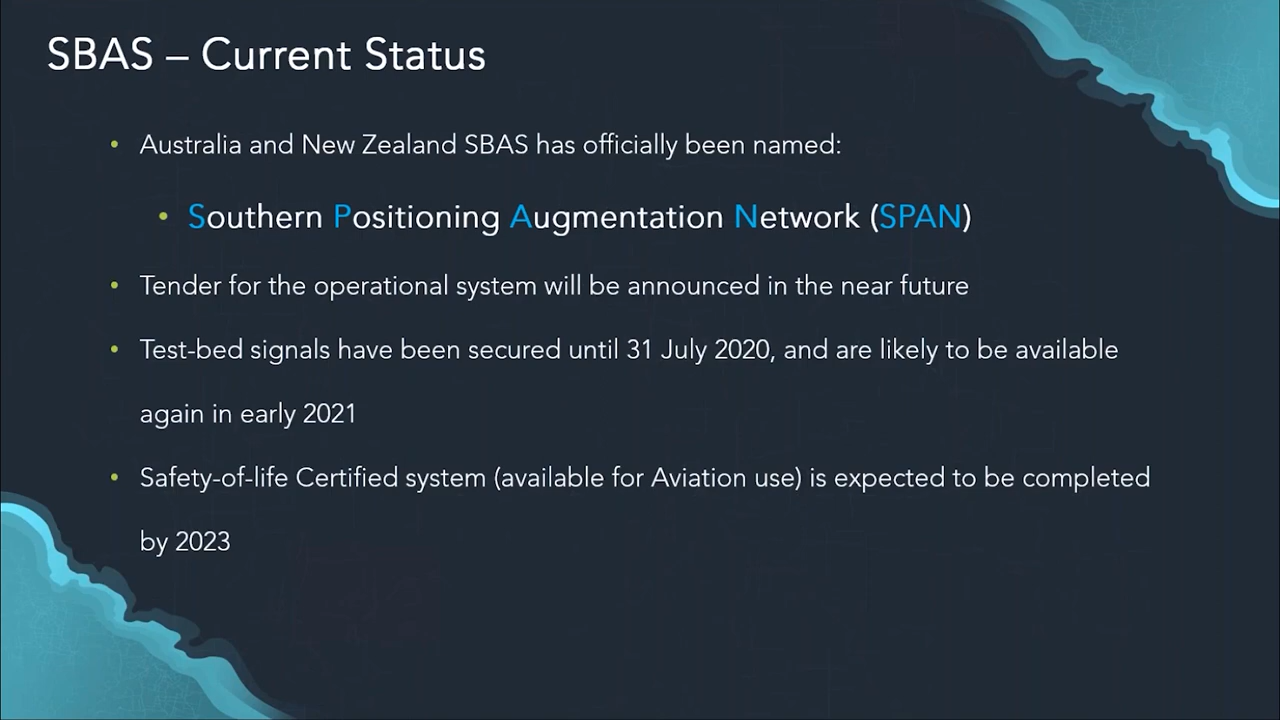 SBAS – Current Status
• Australia and New Zealand SBAS has officially been named:
• Southern Positioning Augmentation Network (SPAN)
• Tender for the operational system will be announced in the near future
• Test-bed signals have been secured until 31 July 2020, and are likely to be available
again in early 2021
• Safety-of-life Certified system (available for Aviation use) is expected to be completed
by 2023